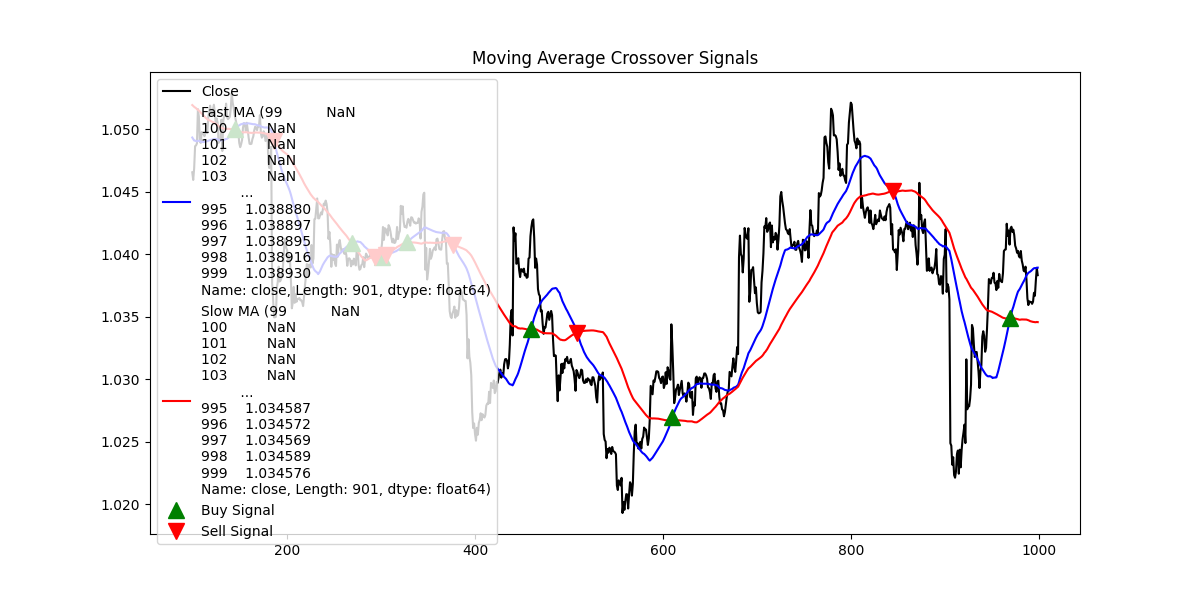 Moving Average Crossover Signals
Close
Fast MA (99 NaN
100 NaN
101 NaN
102 NaN
103 NaN
...
995 1.038880
996 1.038897
997 1.038895
998 1.038916
999 1.038930
Name: close, Length: 901, dtype: float64)
Slow MA (99 NaN
100 NaN
101 NaN
102 NaN
103 NaN
...
995 1.034587
996 1.034572
997 1.034569
998 1.034589
999 1.034576
Name: close, Length: 901, dtype: float64)
Buy Signal
Sell Signal
1.050
1.045
1.040
1.035
1.030
1.025
1.020
200 400 600 800 1000